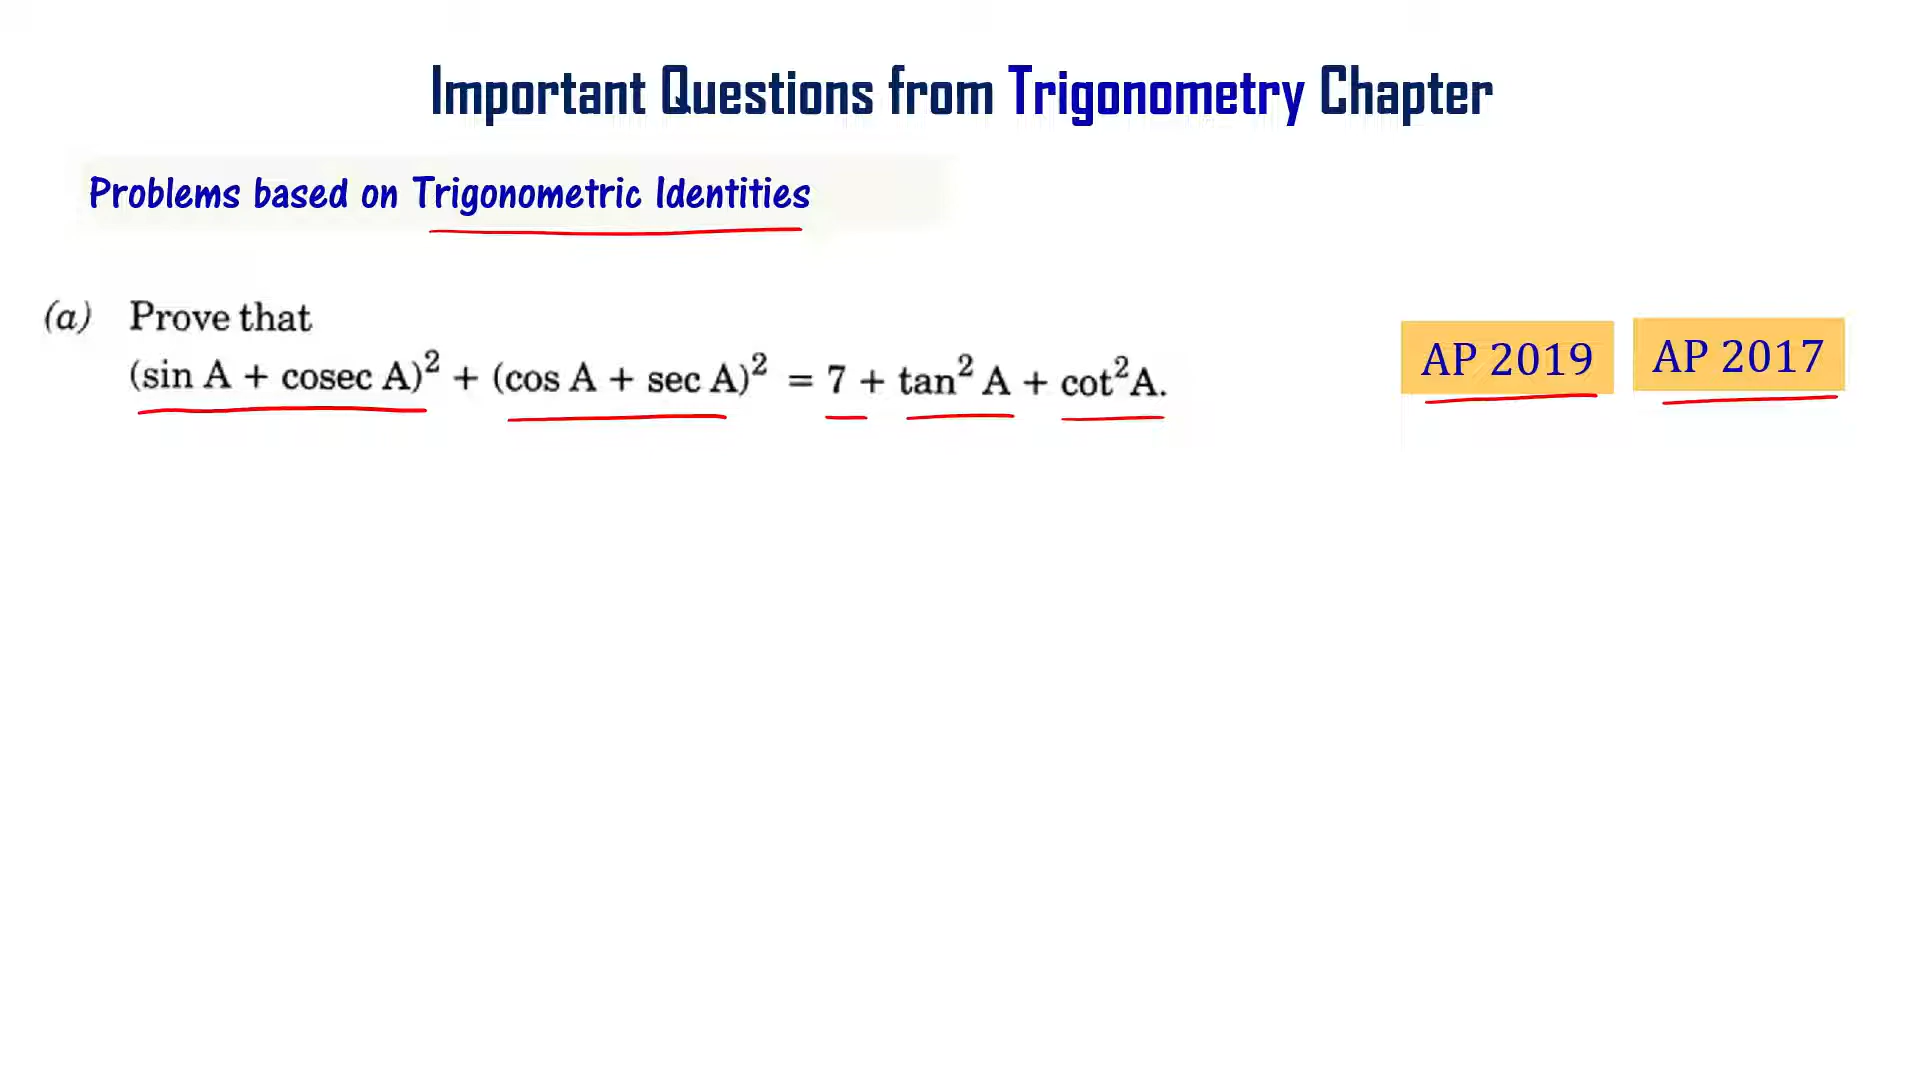 Important Questions from Trigonometry Chapter
Problems based on Trigonometric Identities
(a) Prove that
(sin A + cosec A)² + (cos A + sec A)² = 7 + tan² A + cot²A.
AP 2019 AP 2017